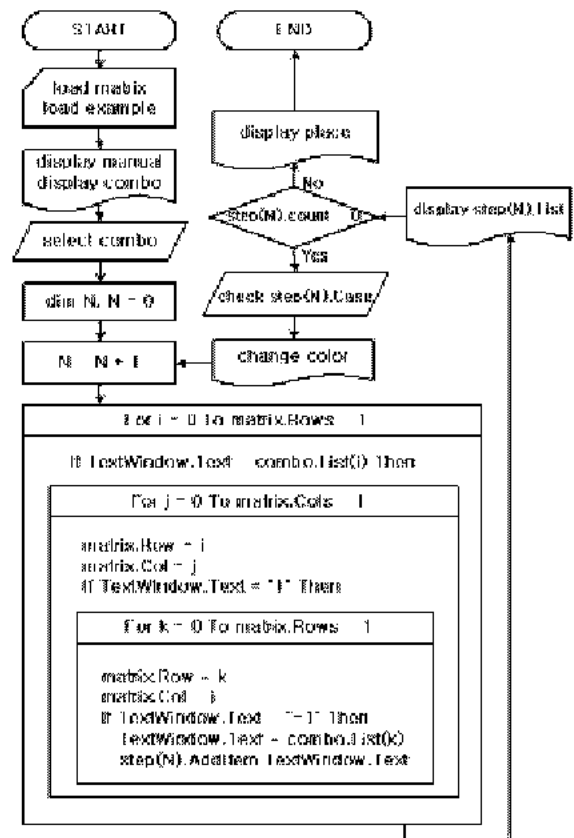 START
load matrix
load example
display manual
display combo
select combo
dim N, N = 0
N N + 1
END
display place
No
step(N).count 0
Yes
display step(N).List
check step(N).Case
change color
For i = 0 To matrix.Rows 1
If TextWindow.Text combo.List(i) Then
For j = 0 To matrix.Cols 1
matrix.Row = i
matrix.Col = j
If TextWindow.Text = "1" Then
For k = 0 To matrix.Rows 1
matrix.Row = k
matrix.Col j
If TextWindow.Text "-1" Then
TextWindow.Text = combo.List(k)
step(N).AddItem TextWindow.Text